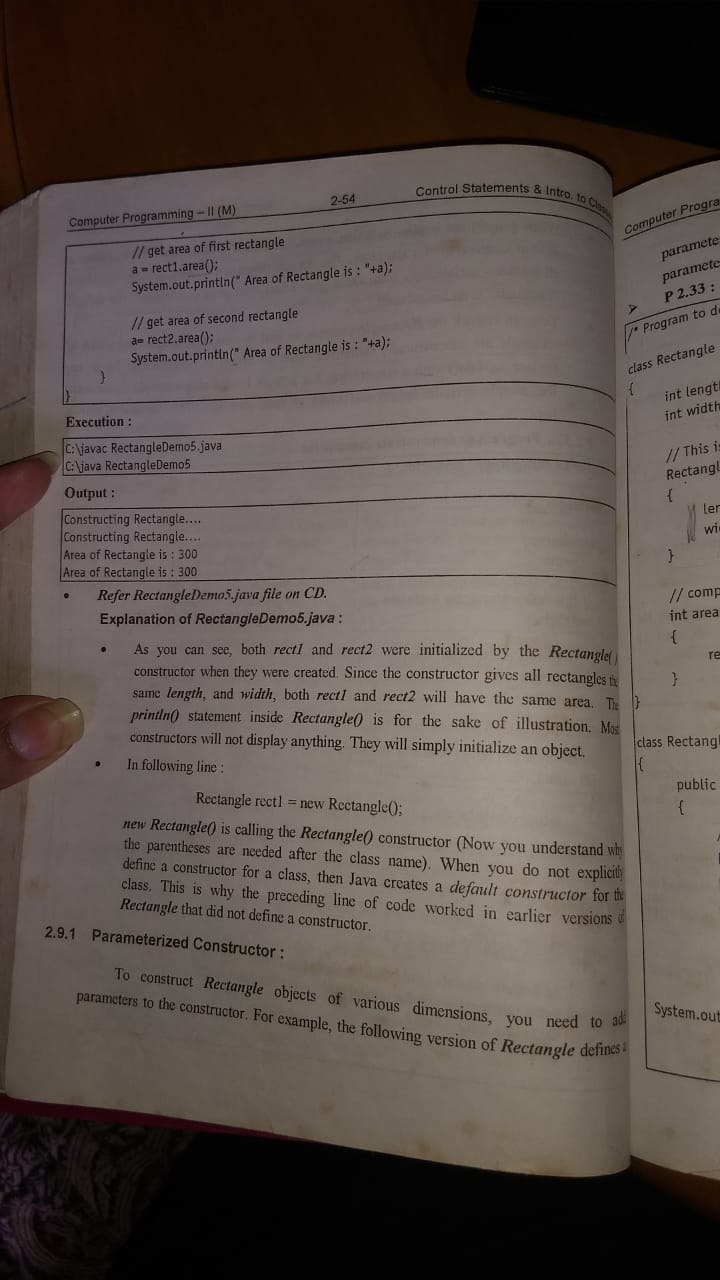 Computer Programming – II (M) 2-54 Control Statements & Intro. to
// get area of first rectangle
a = rect1.area();
System.out.println(" Area of Rectangle is : "+a);
// get area of second rectangle
a= rect2.area();
System.out.println(" Area of Rectangle is : "+a);
}
}
Execution :
C:\javac RectangleDemo5.java
C:\java RectangleDemo5
Output :
Constructing Rectangle....
Constructing Rectangle....
Area of Rectangle is : 300
Area of Rectangle is : 300
• Refer RectangleDemo5.java file on CD.
Explanation of RectangleDemo5.java :
• As you can see, both rect1 and rect2 were initialized by the Rectangle()
constructor when they were created. Since the constructor gives all rectangles
same length, and width, both rect1 and rect2 will have the same area. The
println() statement inside Rectangle() is for the sake of illustration. Most
constructors will not display anything. They will simply initialize an object.
• In following line :
Rectangle rect1 = new Rectangle();
new Rectangle() is calling the Rectangle() constructor (Now you understand why
the parentheses are needed after the class name). When you do not explicitly
define a constructor for a class, then Java creates a default constructor for the
class. This is why the preceding line of code worked in earlier versions of
Rectangle that did not define a constructor.
2.9.1 Parameterized Constructor :
To construct Rectangle objects of various dimensions, you need to add
parameters to the constructor. For example, the following version of Rectangle defines a
Computer Progra
paramete
paramete
➤ P 2.33 :
/* Program to d
class Rectangle
{
int lengt
int width
// This i
Rectangl
{
ler
wi
}
// comp
int area
{
re
}
}
class Rectang
{
public
{
System.out